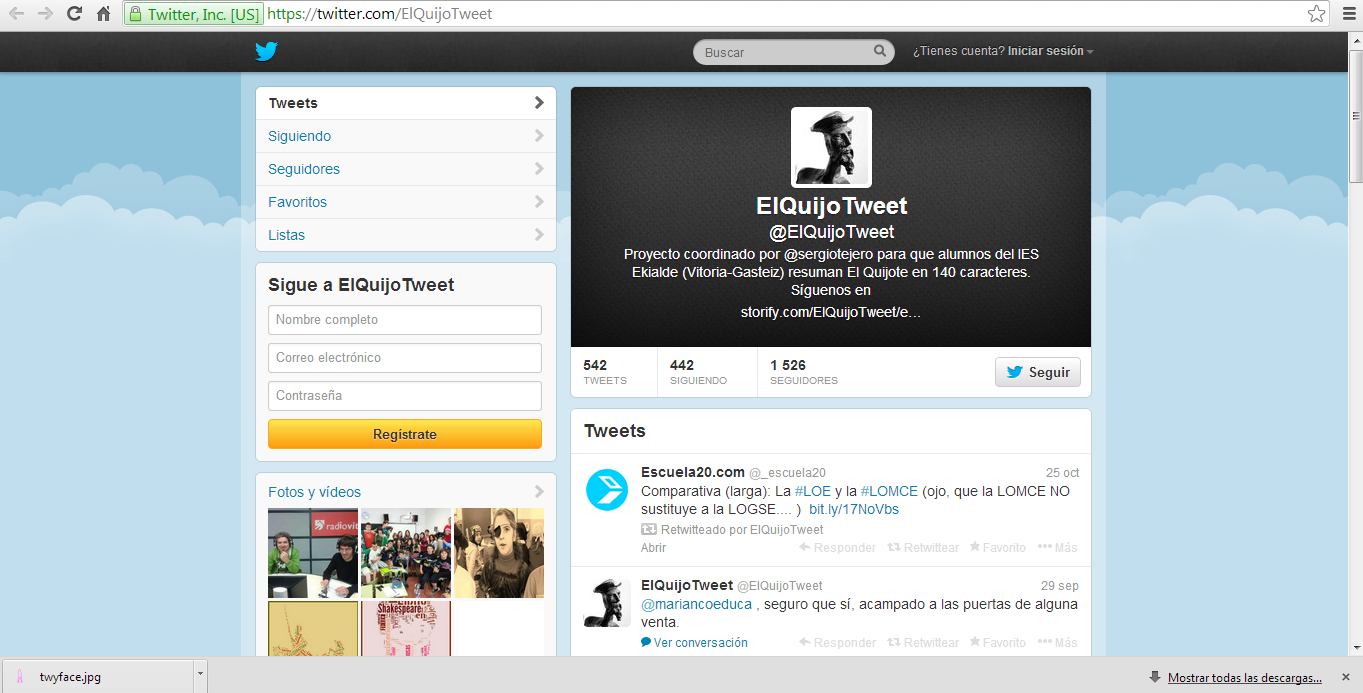 Twitter, Inc. [US] https://twitter.com/ElQuijoTweet
Buscar
¿Tienes cuenta? Iniciar sesión
Tweets
Siguiendo
Seguidores
Favoritos
Listas
Sigue a ElQuijoTweet
Nombre completo
Correo electrónico
Contraseña
Regístrate
Fotos y vídeos
radiovi
Shakespeare
en
ElQuijoTweet
@ElQuijoTweet
Proyecto coordinado por @sergiotejero para que alumnos del IES
Ekialde (Vitoria-Gasteiz) resuman El Quijote en 140 caracteres.
Síguenos en
storify.com/ElQuijoTweet/e…
542
TWEETS
442
SIGUIENDO
1 526
SEGUIDORES
Seguir
Tweets
Escuela20.com @_escuela20 25 oct
Comparativa (larga): La #LOE y la #LOMCE (ojo, que la LOMCE NO
sustituye a la LOGSE.... ) bit.ly/17NoVbs
Retwitteado por ElQuijoTweet
Abrir Responder Retwittear Favorito Más
ElQuijoTweet @ElQuijoTweet 29 sep
@mariancoeduca , seguro que sí, acampado a las puertas de alguna
venta.
Ver conversación Responder Retwittear Favorito Más
twyface.jpg
Mostrar todas las descargas...